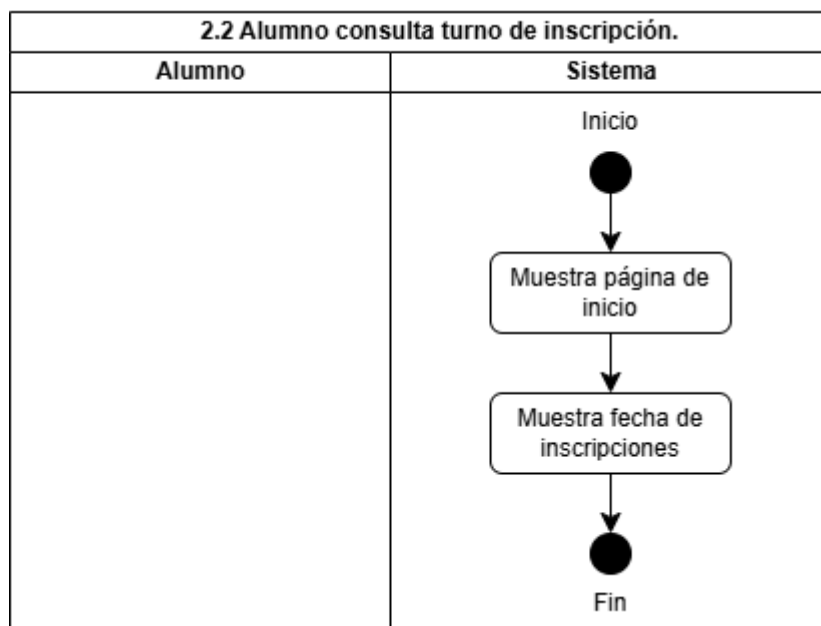 2.2 Alumno consulta turno de inscripción.
Alumno
Sistema
Inicio
Muestra página de
inicio
Muestra fecha de
inscripciones
Fin